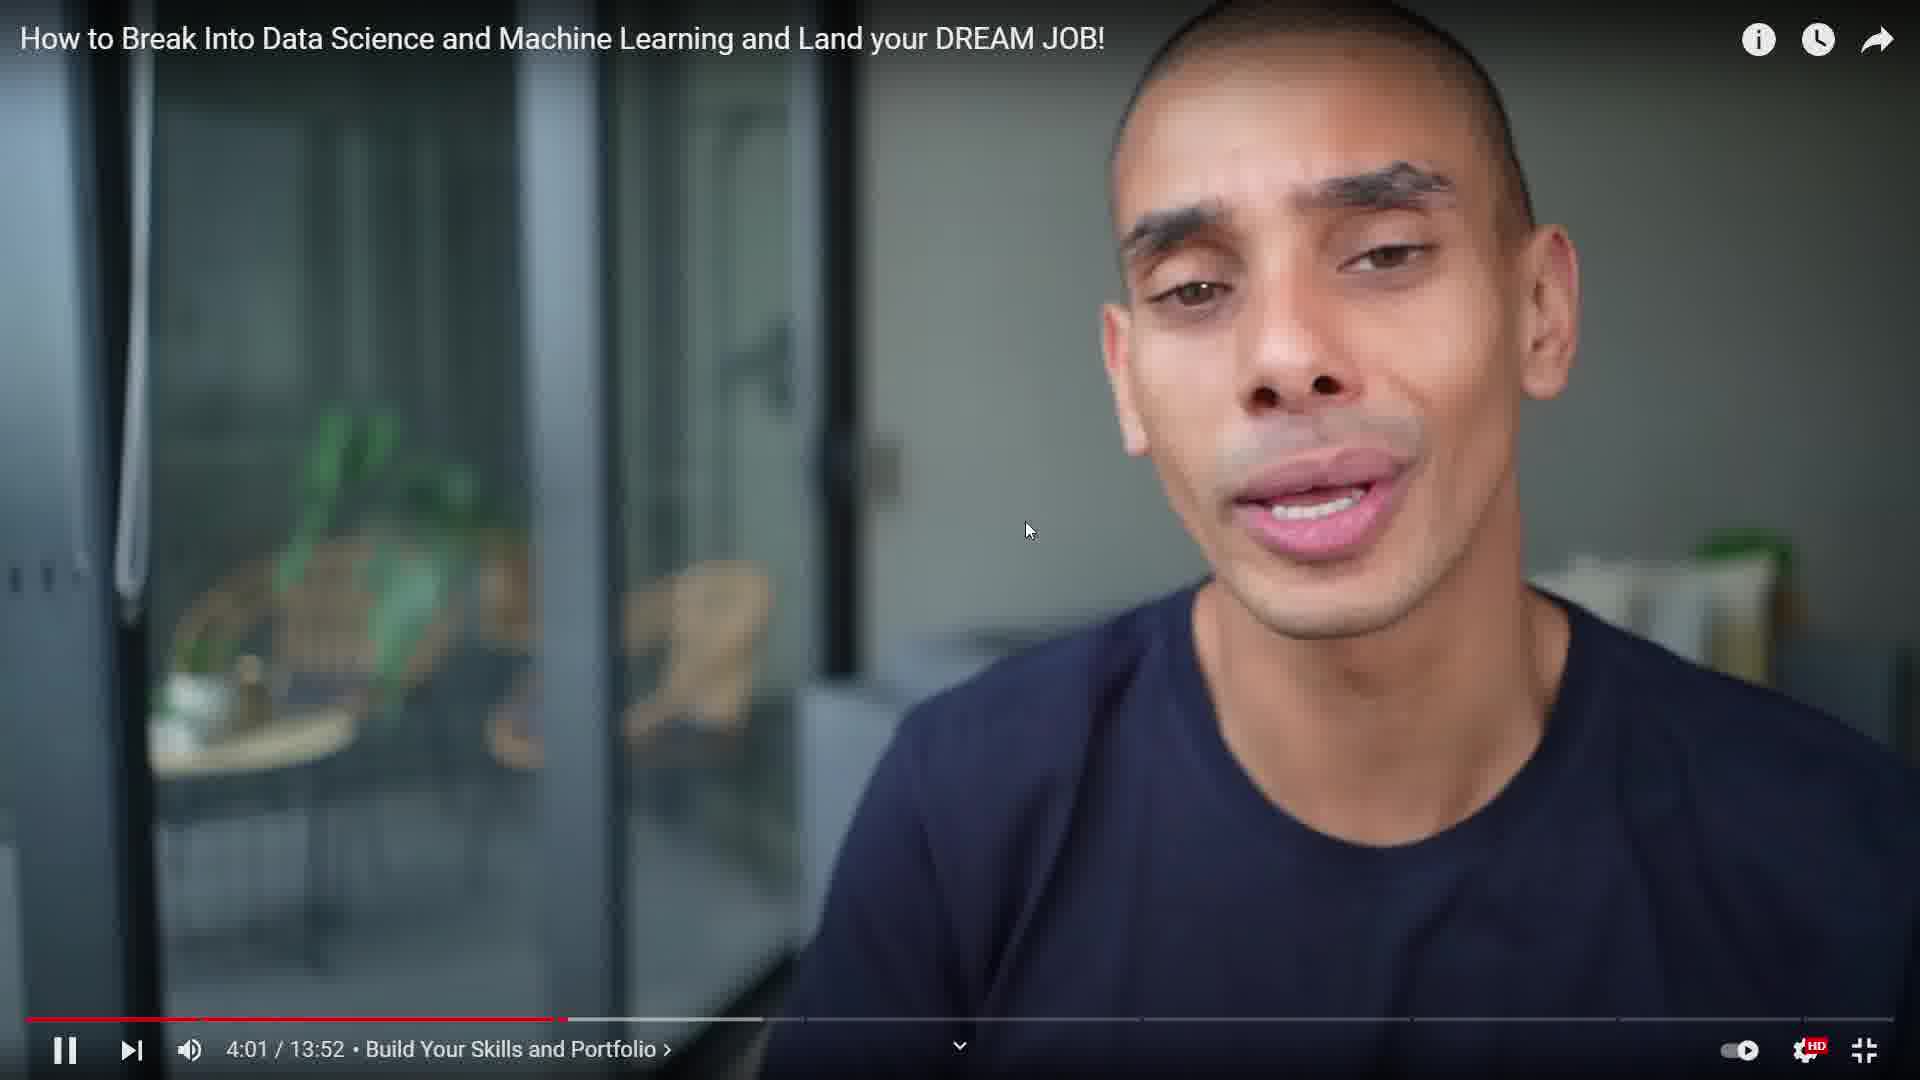 How to Break Into Data Science and Machine Learning and Land your DREAM JOB!
4:01 / 13:52 • Build Your Skills and Portfolio
HD